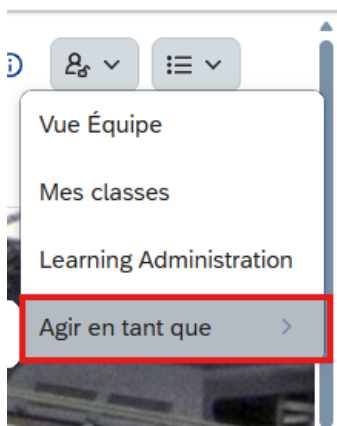 Vue Équipe
Mes classes
Learning Administration
Agir en tant que